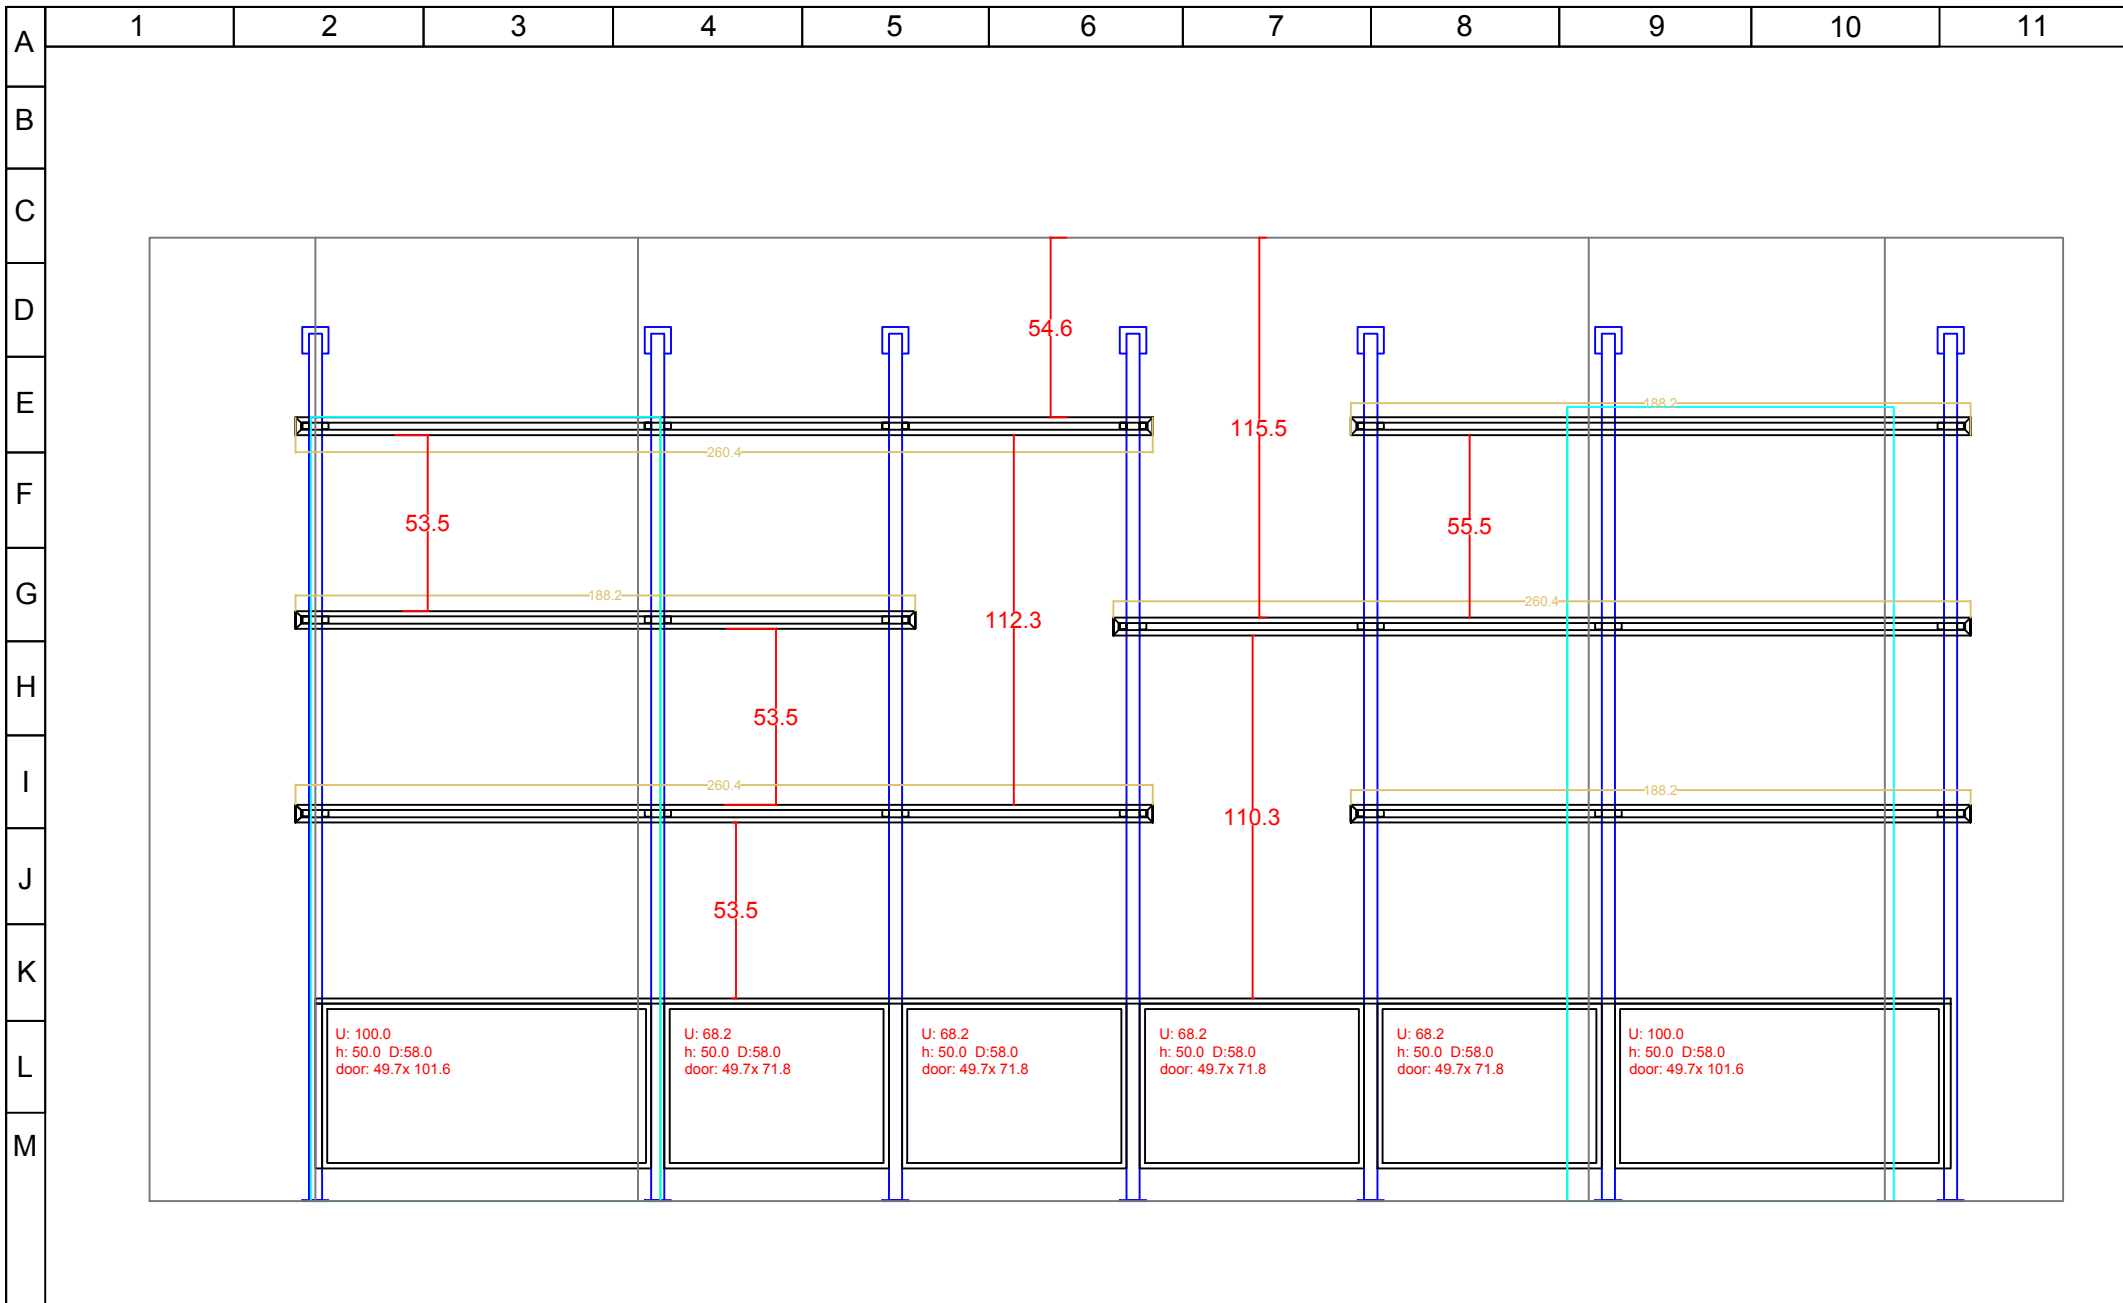 1 2 3 4 5 6 7 8 9 10 11
A
B
C
D
54.6
E
188.2
115.5
260.4
F
53.5
55.5
G
188.2
260.4
112.3
H
53.5
I
260.4
188.2
110.3
J
53.5
K
L
U: 100.0
h: 50.0 D:58.0
door: 49.7x 101.6
U: 68.2
h: 50.0 D:58.0
door: 49.7x 71.8
U: 68.2
h: 50.0 D:58.0
door: 49.7x 71.8
U: 68.2
h: 50.0 D:58.0
door: 49.7x 71.8
U: 68.2
h: 50.0 D:58.0
door: 49.7x 71.8
U: 100.0
h: 50.0 D:58.0
door: 49.7x 101.6
M